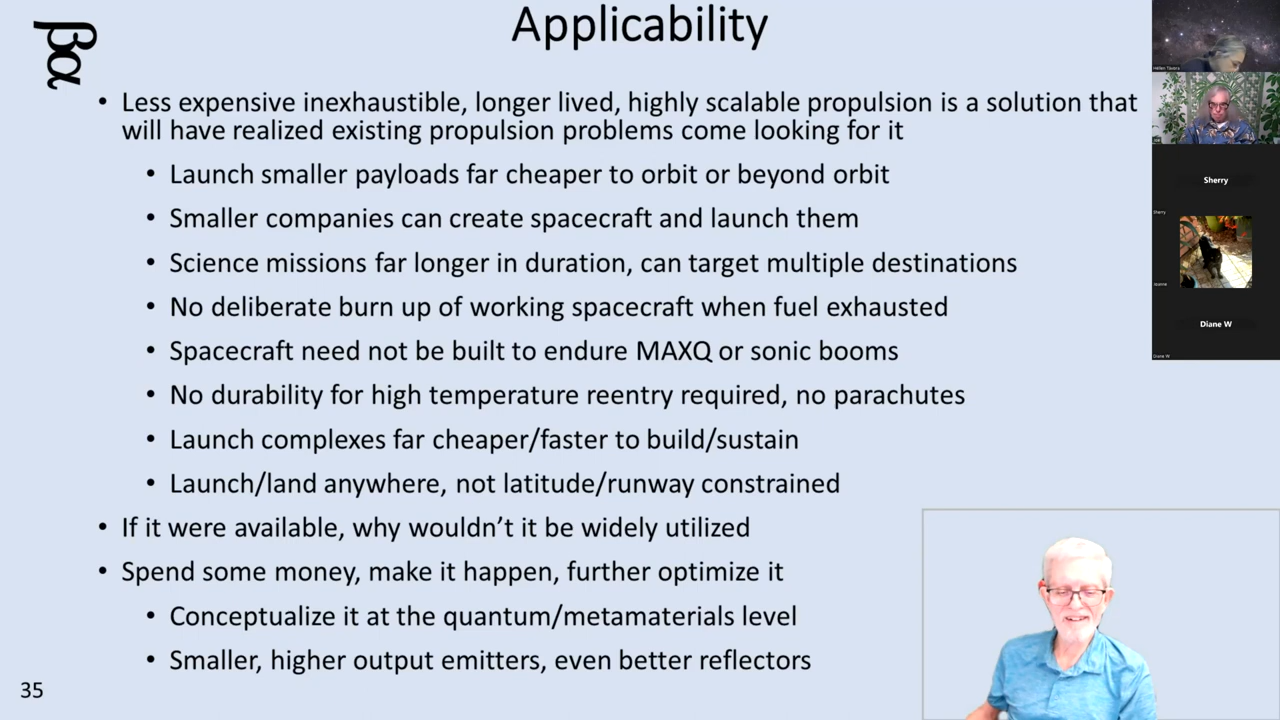 Applicability
βα
• Less expensive inexhaustible, longer lived, highly scalable propulsion is a solution that
will have realized existing propulsion problems come looking for it
• Launch smaller payloads far cheaper to orbit or beyond orbit
• Smaller companies can create spacecraft and launch them
• Science missions far longer in duration, can target multiple destinations
• No deliberate burn up of working spacecraft when fuel exhausted
• Spacecraft need not be built to endure MAXQ or sonic booms
• No durability for high temperature reentry required, no parachutes
• Launch complexes far cheaper/faster to build/sustain
• Launch/land anywhere, not latitude/runway constrained
• If it were available, why wouldn’t it be widely utilized
• Spend some money, make it happen, further optimize it
• Conceptualize it at the quantum/metamaterials level
• Smaller, higher output emitters, even better reflectors
35
Sherry
Sherry
Diane W
Diane W